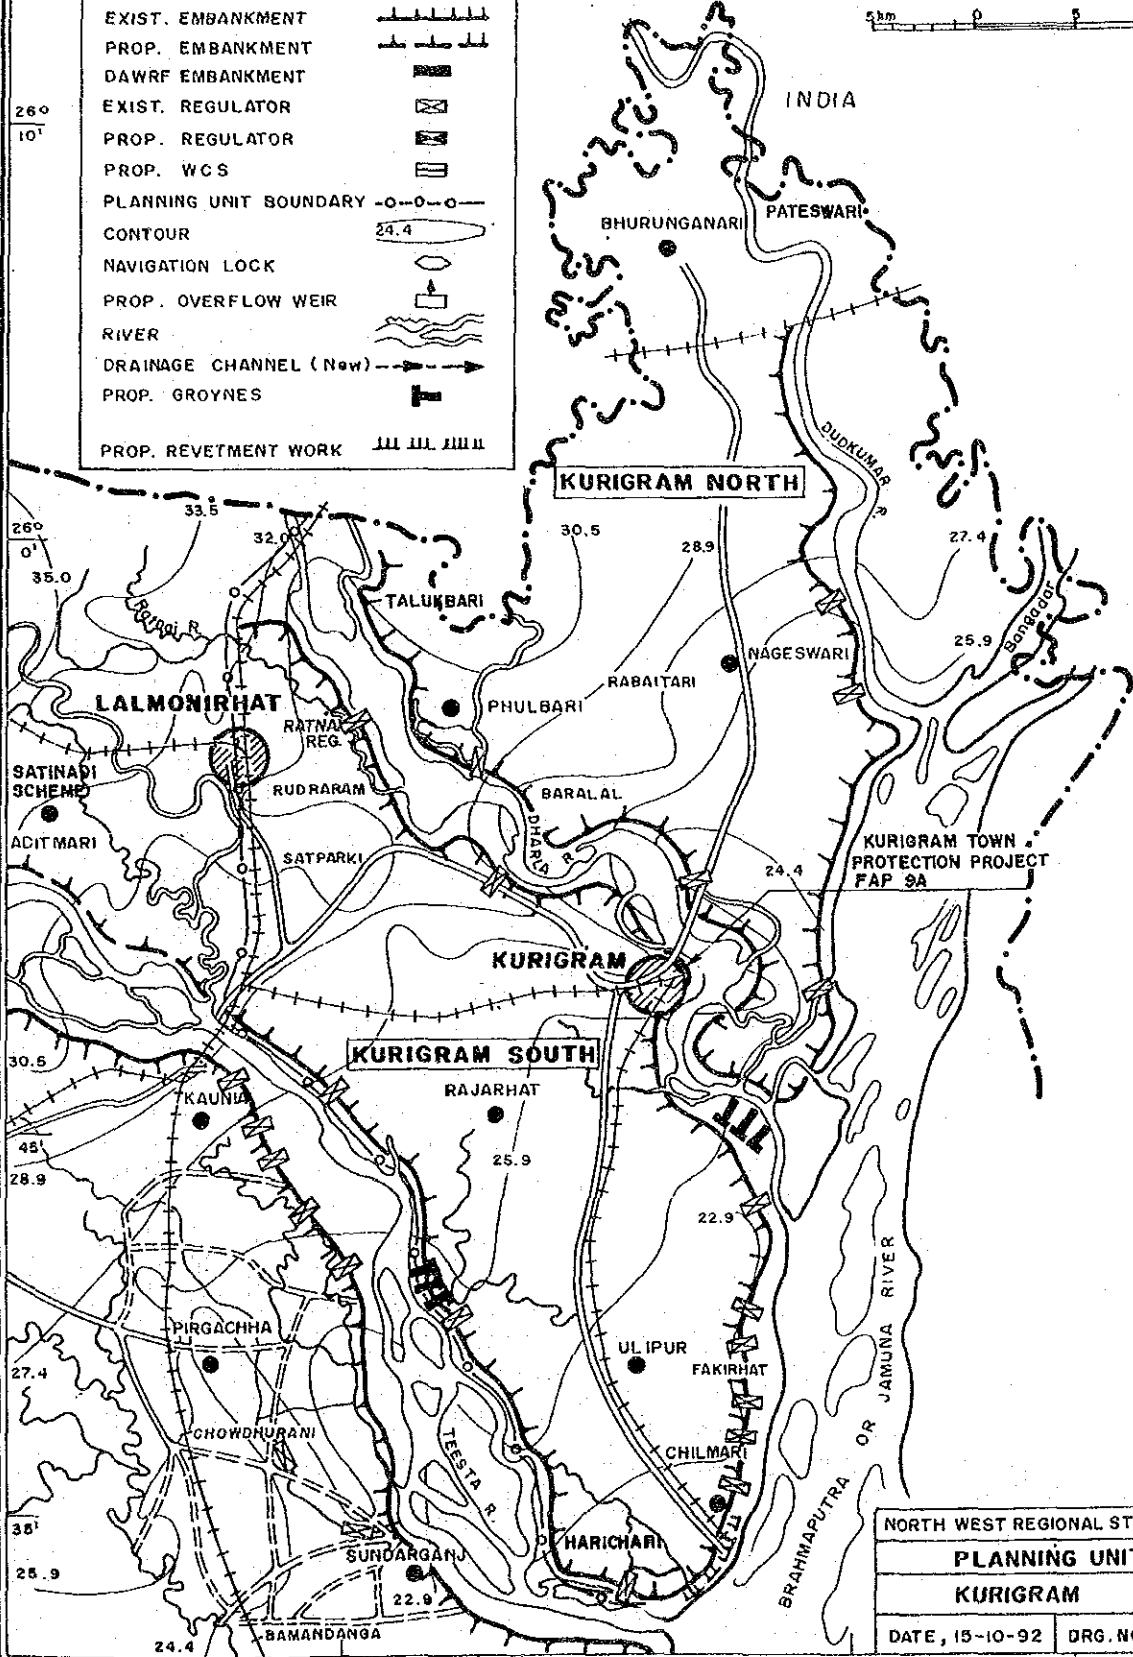 EXIST. EMBANKMENT
PROP. EMBANKMENT
DAWRF EMBANKMENT
EXIST. REGULATOR
PROP. REGULATOR
PROP. WCS
PLANNING UNIT BOUNDARY
CONTOUR 24.4
NAVIGATION LOCK
PROP. OVERFLOW WEIR
RIVER
DRAINAGE CHANNEL (New)
PROP. GROYNES
PROP. REVETMENT WORK
5km 0 5
26°
10'
INDIA
PATESWARI
BHURUNGANARI
DUDKUMAR R.
KURIGRAM NORTH
33.5
32.0
30.5
28.9
27.4
26°
0'
35.0
Ratnai R.
TALUKBARI
Bangadar
25.9
NAGESWARI
RABAITARI
LALMONIRHAT
PHULBARI
RATNAI
REG.
SATINADI
SCHEME
RUDRARAM
BARALAL
ADITMARI
SATPARKI
DHARLA R.
KURIGRAM TOWN
PROTECTION PROJECT
FAP 9A
24.4
KURIGRAM
KURIGRAM SOUTH
30.5
KAUNIA
RAJARHAT
45'
28.9
25.9
22.9
PIRGACHHA
ULIPUR
FAKIRHAT
27.4
CHOWDHURANI
TEESTA R.
CHILMARI
BRAHMAPUTRA OR JAMUNA RIVER
35'
HARICHARI
SUNDARGANJ
25.9
22.9
BAMANDANGA
24.4
NORTH WEST REGIONAL ST
PLANNING UNIT
KURIGRAM
DATE, 15-10-92 DRG. NO